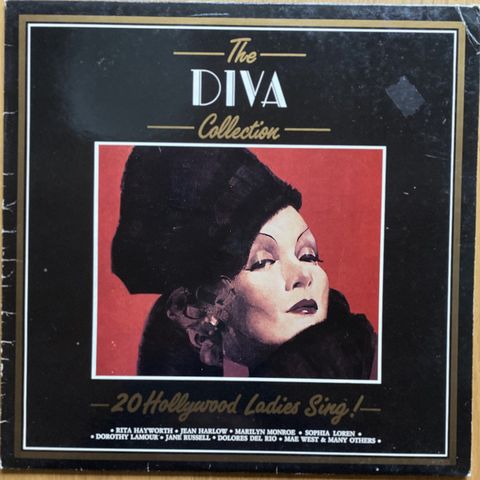 The
DIVA
Collection
20 Hollywood Ladies Sing!
• RITA HAYWORTH • JEAN HARLOW • MARILYN MONROE • SOPHIA LOREN •
• DOROTHY LAMOUR • JANE RUSSELL • DOLORES DEL RIO • MAE WEST & MANY OTHERS •